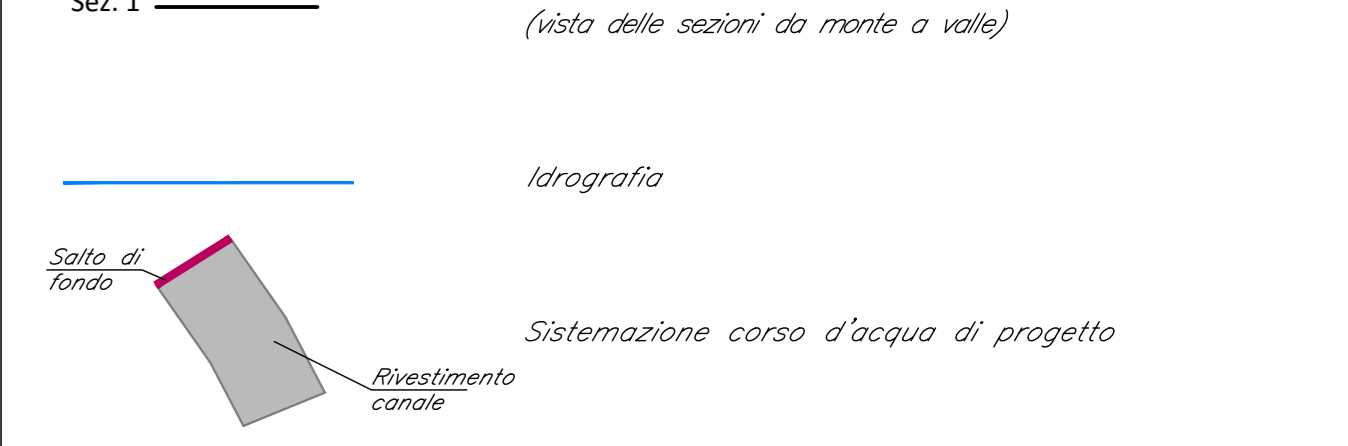 Sez. 1
(vista delle sezioni da monte a valle)
Idrografia
Salto di
fondo
Sistemazione corso d'acqua di progetto
Rivestimento
canale